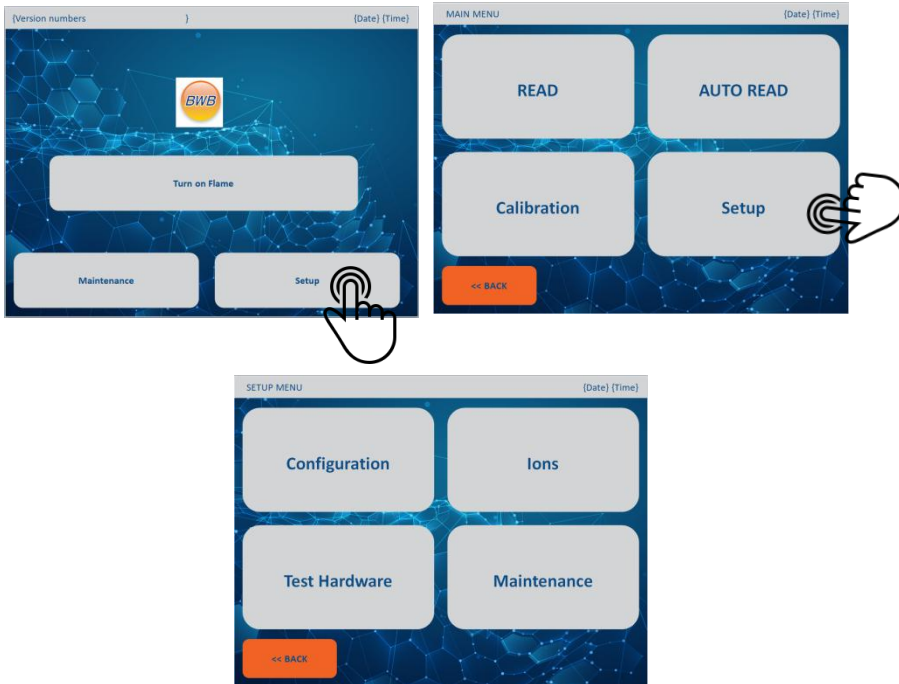 {Version numbers } {Date} {Time}
BWB
Turn on Flame
Maintenance Setup
MAIN MENU {Date} {Time}
READ AUTO READ
Calibration Setup
<< BACK
SETUP MENU {Date} {Time}
Configuration Ions
Test Hardware Maintenance
<< BACK